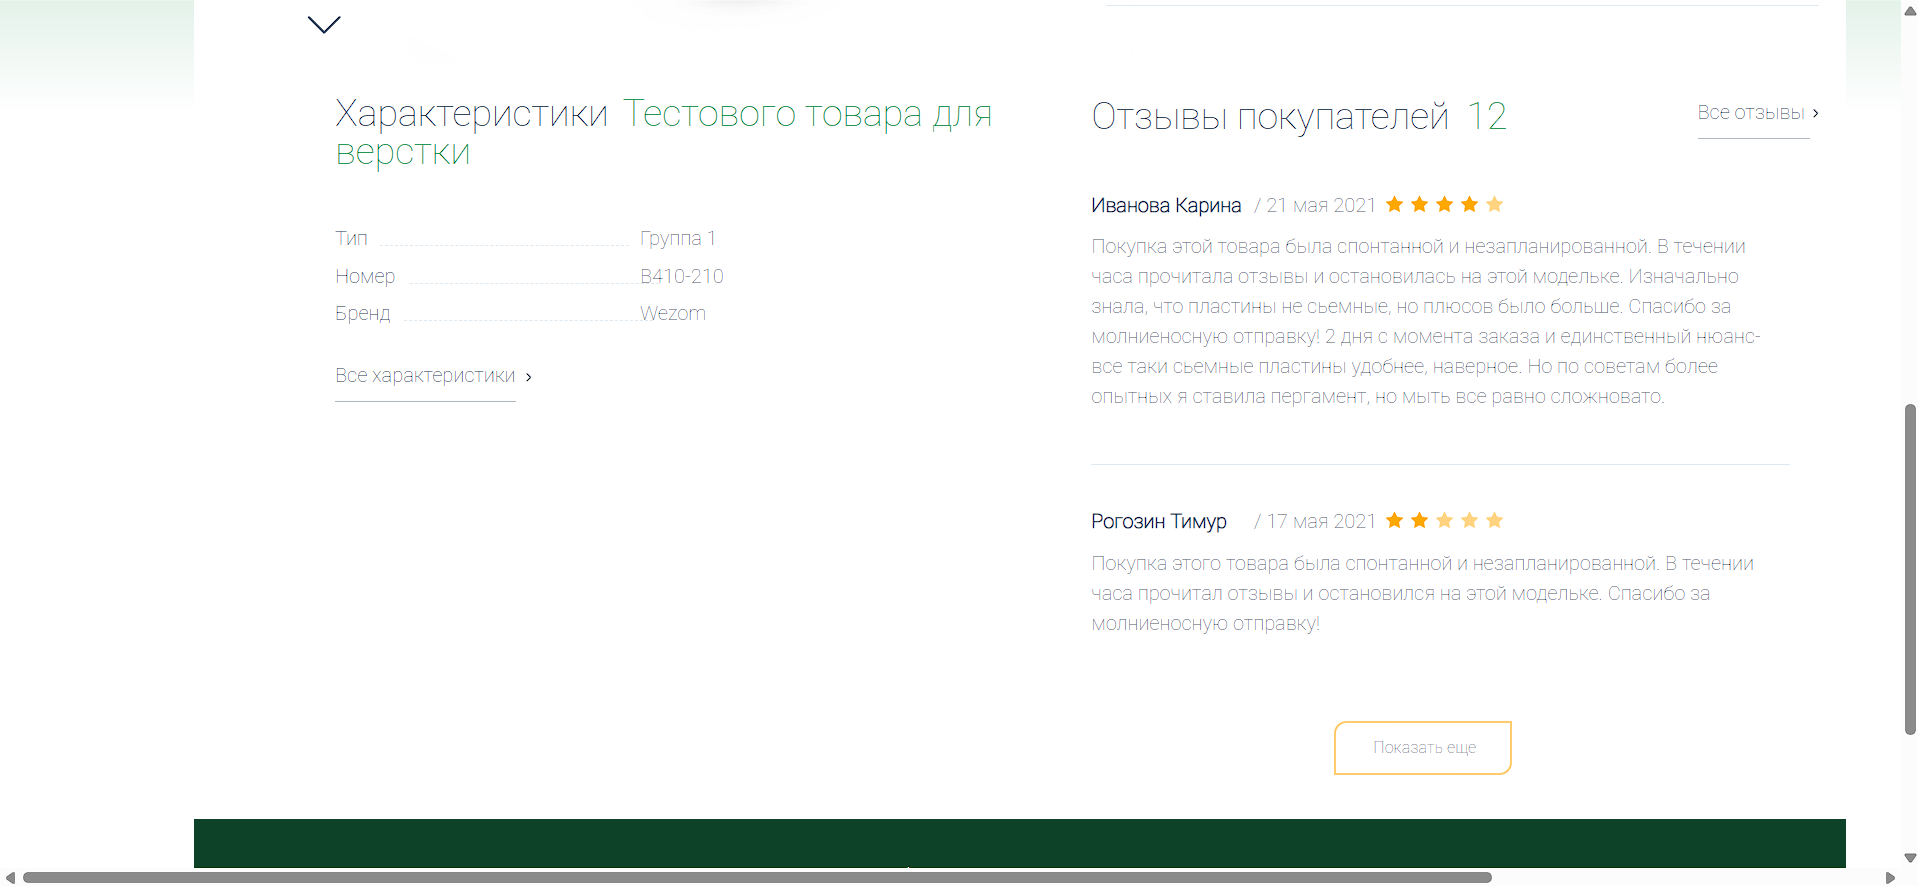 Характеристики Тестового товара для
верстки
Тип Группа 1
Номер B410-210
Бренд Wezom
Все характеристики
Отзывы покупателей 12
Все отзывы
Иванова Карина / 21 мая 2021
Покупка этой товара была спонтанной и незапланированной. В течении
часа прочитала отзывы и остановилась на этой модельке. Изначально
знала, что пластины не сьемные, но плюсов было больше. Спасибо за
молниеносную отправку! 2 дня с момента заказа и единственный нюанс-
все таки сьемные пластины удобнее, наверное. Но по советам более
опытных я ставила пергамент, но мыть все равно сложновато.
Рогозин Тимур / 17 мая 2021
Покупка этого товара была спонтанной и незапланированной. В течении
часа прочитал отзывы и остановился на этой модельке. Спасибо за
молниеносную отправку!
Показать еще